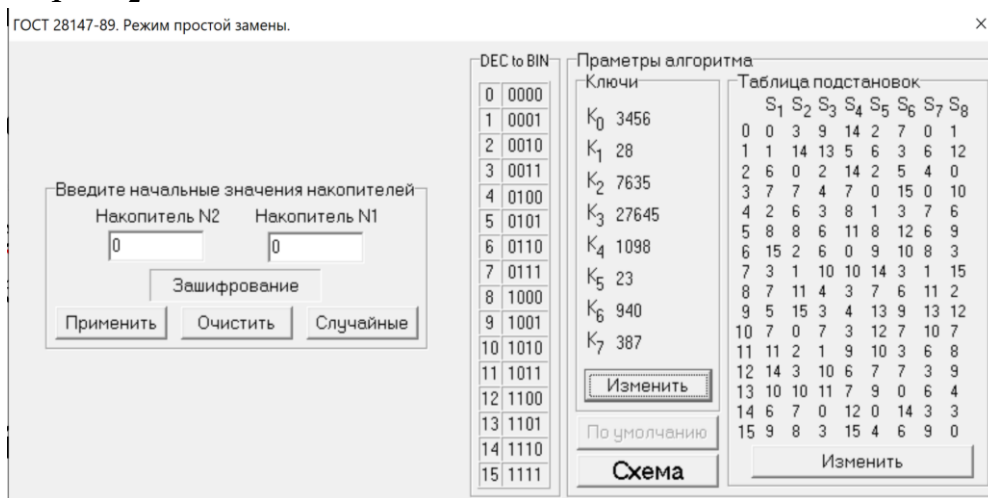 ГОСТ 28147-89. Режим простой замены.
×
Введите начальные значения накопителей
Накопитель N2 Накопитель N1
0 0
Зашифрование
Применить Очистить Случайные
DEC to BIN
0 0000
1 0001
2 0010
3 0011
4 0100
5 0101
6 0110
7 0111
8 1000
9 1001
10 1010
11 1011
12 1100
13 1101
14 1110
15 1111
Праметры алгоритма
Ключи
K0 3456
K1 28
K2 7635
K3 27645
K4 1098
K5 23
K6 940
K7 387
Изменить
По умолчанию
Схема
Таблица подстановок
S1 S2 S3 S4 S5 S6 S7 S8
0 0 3 9 14 2 7 0 1
1 1 14 13 5 6 3 6 12
2 6 0 2 14 2 5 4 0
3 7 7 4 7 0 15 0 10
4 2 6 3 8 1 3 7 6
5 8 8 6 11 8 12 6 9
6 15 2 6 0 9 10 8 3
7 3 1 10 10 14 3 1 15
8 7 11 4 3 7 6 11 2
9 5 15 3 4 13 9 13 12
10 7 0 7 3 12 7 10 7
11 11 2 1 9 10 3 6 8
12 14 3 10 6 7 7 3 9
13 10 10 11 7 9 0 6 4
14 6 7 0 12 0 14 3 3
15 9 8 3 15 4 6 9 0
Изменить